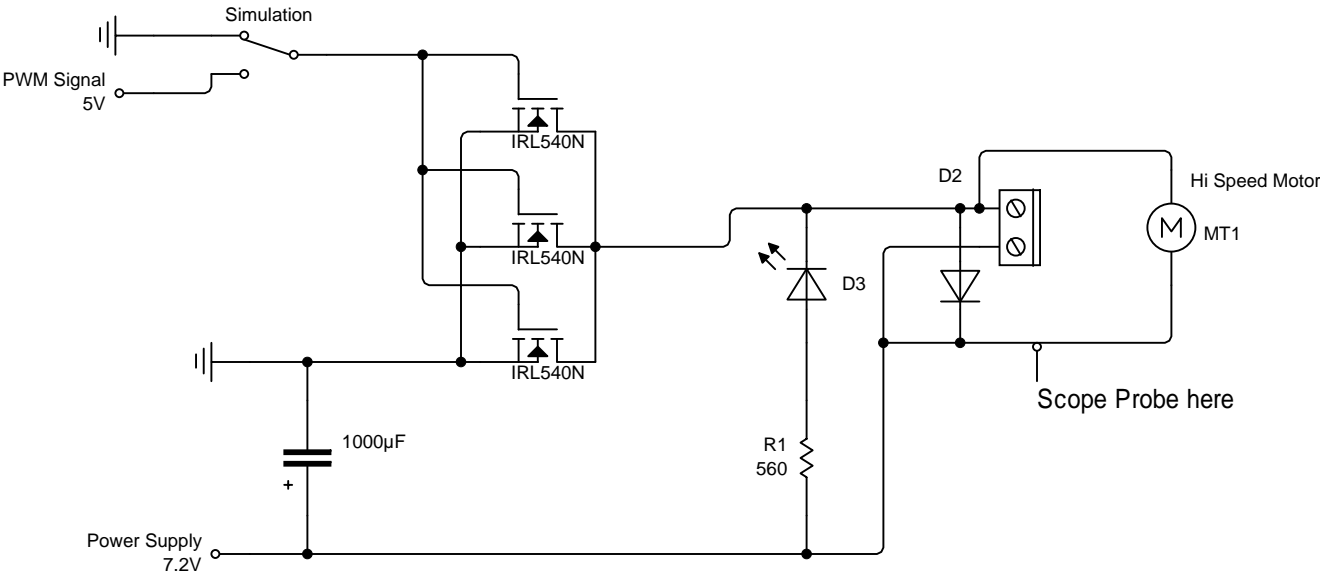 Simulation
PWM Signal
5V
IRL540N
IRL540N
IRL540N
D2
Hi Speed Motor
M
MT1
D3
Scope Probe here
1000µF
+
R1
560
Power Supply
7.2V